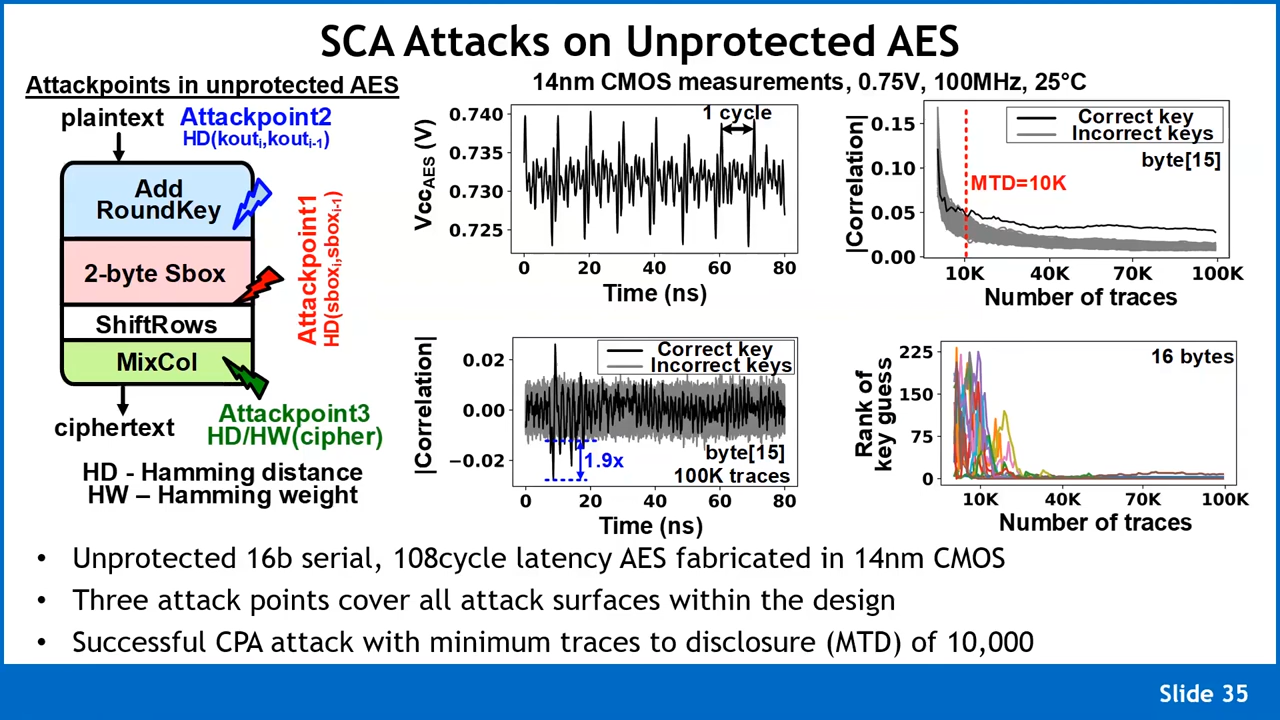 SCA Attacks on Unprotected AES
Attackpoints in unprotected AES
plaintext
Attackpoint2
HD(kouti,kouti-1)
Add
RoundKey
2-byte Sbox
ShiftRows
MixCol
Attackpoint1
HD(sboxi,sboxi-1)
ciphertext
Attackpoint3
HD/HW(cipher)
HD - Hamming distance
HW – Hamming weight
14nm CMOS measurements, 0.75V, 100MHz, 25°C
VccAES (V)
0.740
0.735
0.730
0.725
1 cycle
0 20 40 60 80
Time (ns)
|Correlation|
0.15
0.10
0.05
0.00
Correct key
Incorrect keys
byte[15]
MTD=10K
10K 40K 70K 100K
Number of traces
|Correlation|
0.02
0.00
−0.02
Correct key
Incorrect keys
1.9x
byte[15]
100K traces
0 20 40 60 80
Time (ns)
Rank of
key guess
225
150
75
0
16 bytes
10K 40K 70K 100K
Number of traces
• Unprotected 16b serial, 108cycle latency AES fabricated in 14nm CMOS
• Three attack points cover all attack surfaces within the design
• Successful CPA attack with minimum traces to disclosure (MTD) of 10,000
Slide 35